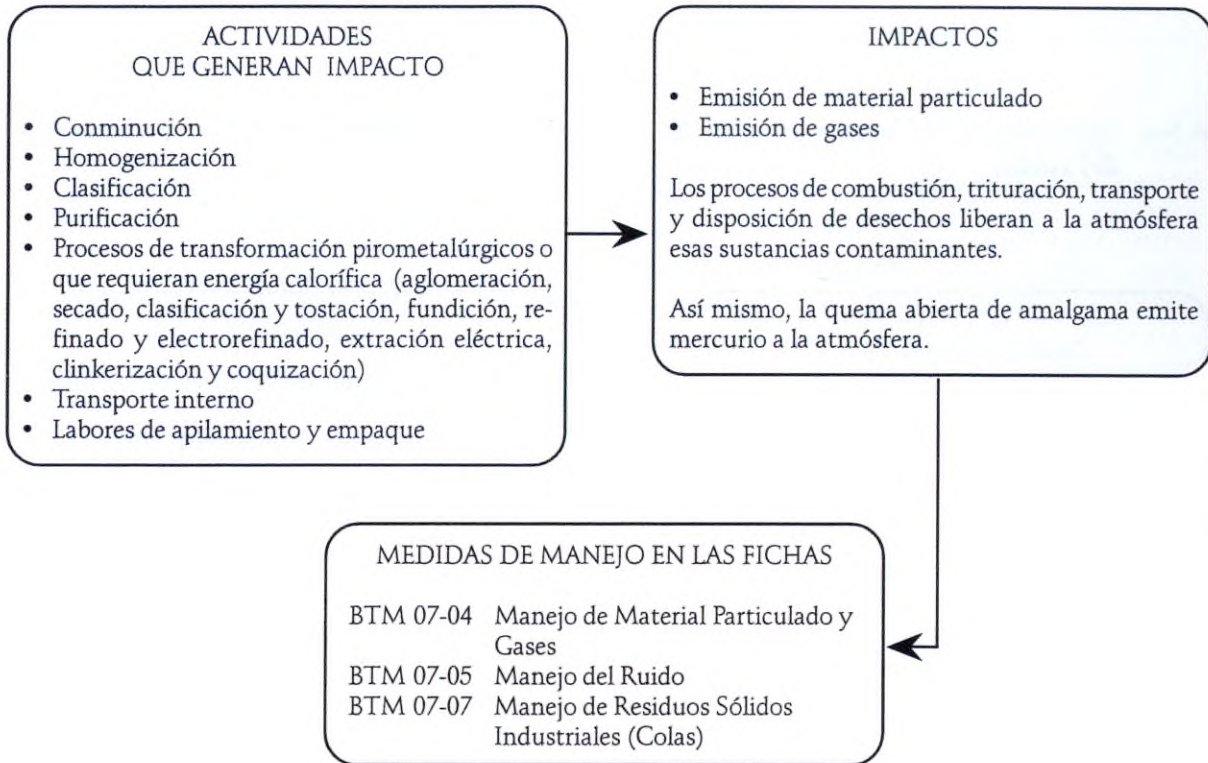 ACTIVIDADES
QUE GENERAN IMPACTO
• Conminución
• Homogenización
• Clasificación
• Purificación
• Procesos de transformación pirometalúrgicos o
que requieran energía calorífica (aglomeración,
secado, clasificación y tostación, fundición, re-
finado y electrorefinado, extración eléctrica,
clinkerización y coquización)
• Transporte interno
• Labores de apilamiento y empaque
IMPACTOS
• Emisión de material particulado
• Emisión de gases
Los procesos de combustión, trituración, transporte
y disposición de desechos liberan a la atmósfera
esas sustancias contaminantes.
Así mismo, la quema abierta de amalgama emite
mercurio a la atmósfera.
MEDIDAS DE MANEJO EN LAS FICHAS
BTM 07-04 Manejo de Material Particulado y
Gases
BTM 07-05 Manejo del Ruido
BTM 07-07 Manejo de Residuos Sólidos
Industriales (Colas)